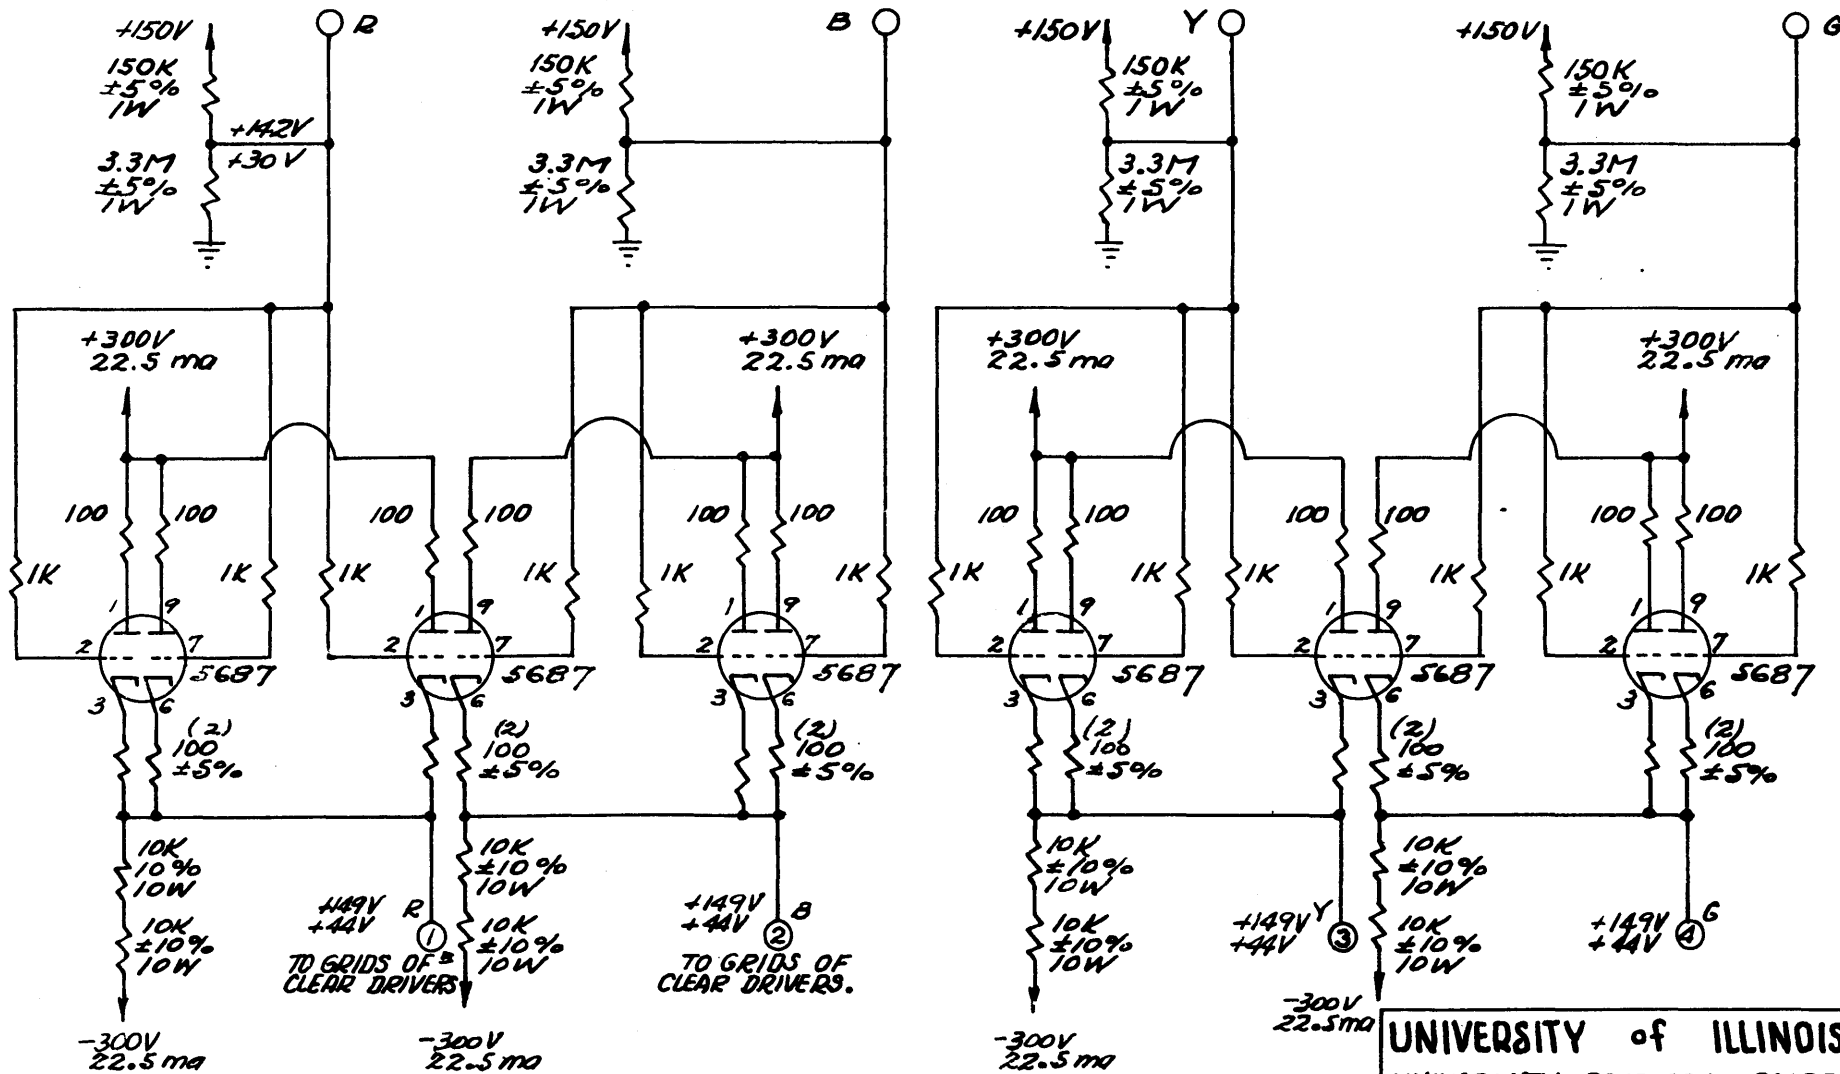 +150V
R
+150V
B
Y
+150V
+150V
G
150K
±5%
1W
150K
±5%
1W
150K
±5%
1W
150K
±5%
1W
+142V
+30V
3.3M
±5%
1W
3.3M
±5%
1W
3.3M
±5%
1W
3.3M
±5%
1W
+300V
22.5 ma
+300V
22.5 ma
+300V
22.5 ma
+300V
22.5 ma
100
100
100
100
100
100
100
100
100
100
100
100
1K
1K
1K
1K
1K
1K
1K
1K
1K
1K
1K
1K
1
9
2
7
5687
3
6
1
9
2
7
5687
3
6
1
9
2
7
5687
3
6
1
9
2
7
5687
3
6
1
9
2
7
5687
3
6
1
9
2
7
5687
3
6
(2)
100
±5%
(2)
100
±5%
(2)
100
±5%
(2)
100
±5%
(2)
100
±5%
(2)
100
±5%
10K
10%
10W
10K
±10%
10W
10K
±10%
10W
10K
±10%
10W
10K
±10%
10W
+149V
+44V
R
1
TO GRIDS OF
CLEAR DRIVERS
10K
±10%
10W
+149V
+44V
B
2
TO GRIDS OF
CLEAR DRIVERS.
10K
±10%
10W
+149V
+44V
Y
3
10K
±10%
10W
+149V
+44V
G
4
-300V
22.5 ma
-300V
22.5 ma
-300V
22.5 ma
-300V
22.5 ma
UNIVERSITY of ILLINOIS